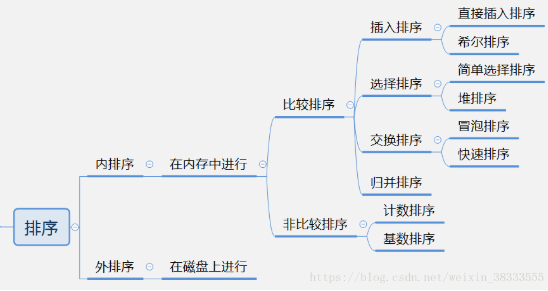 排序
内排序
在内存中进行
比较排序
插入排序
直接插入排序
希尔排序
选择排序
简单选择排序
堆排序
交换排序
冒泡排序
快速排序
归并排序
非比较排序
计数排序
基数排序
外排序
在磁盘上进行
https://blog.csdn.net/weixin_38333555